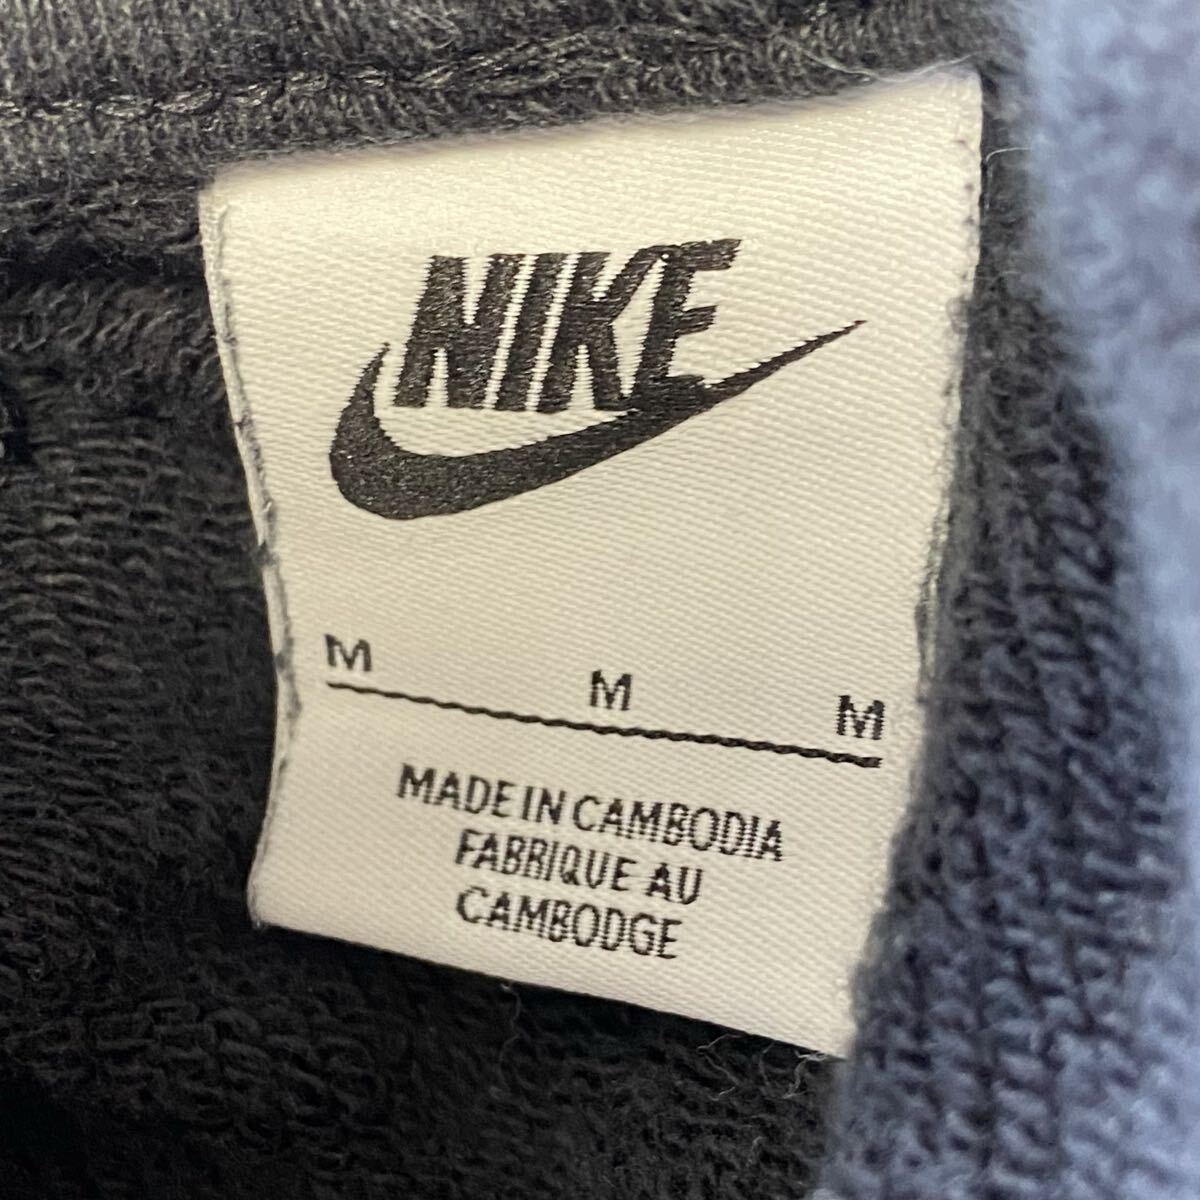 NIKE
M M M
MADE IN CAMBODIA
FABRIQUE AU
CAMBODGE